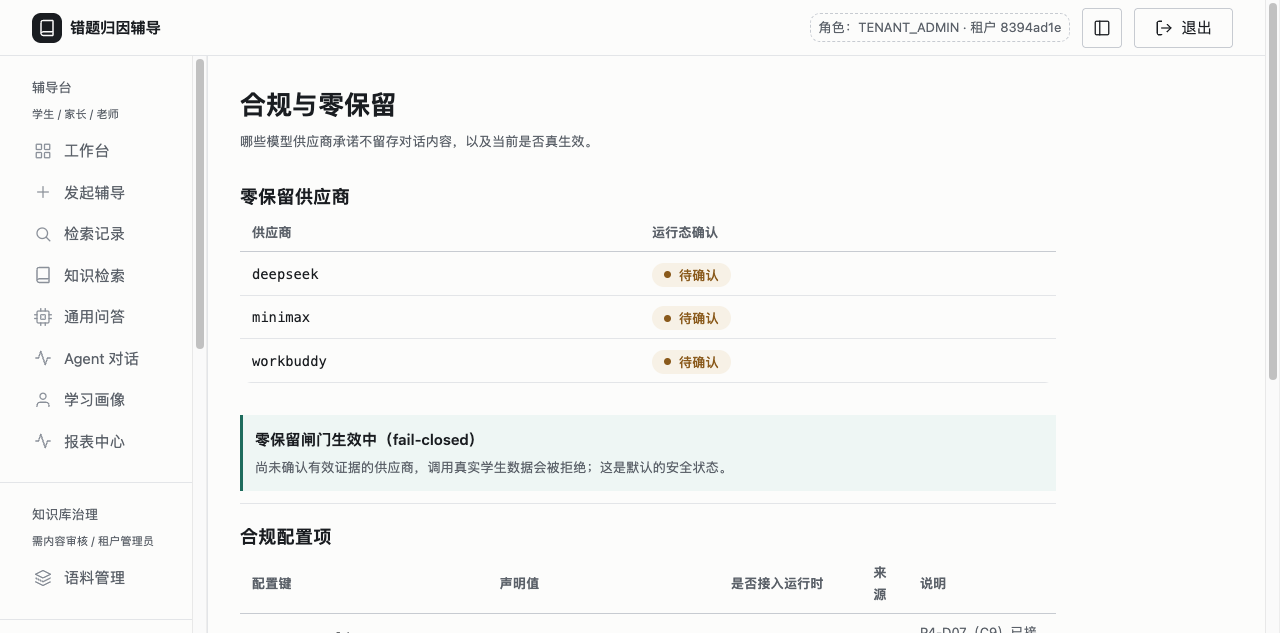 错题归因辅导
角色：TENANT_ADMIN · 租户 8394ad1e
退出
辅导台
学生 / 家长 / 老师
工作台
发起辅导
检索记录
知识检索
通用问答
Agent 对话
学习画像
报表中心
知识库治理
需内容审核 / 租户管理员
语料管理
合规与零保留
哪些模型供应商承诺不留存对话内容，以及当前是否真生效。
零保留供应商
供应商 运行态确认
deepseek 待确认
minimax 待确认
workbuddy 待确认
零保留闸门生效中（fail-closed）
尚未确认有效证据的供应商，调用真实学生数据会被拒绝；这是默认的安全状态。
合规配置项
配置键 声明值 是否接入运行时 来源 说明
P4-D07（C9）已接